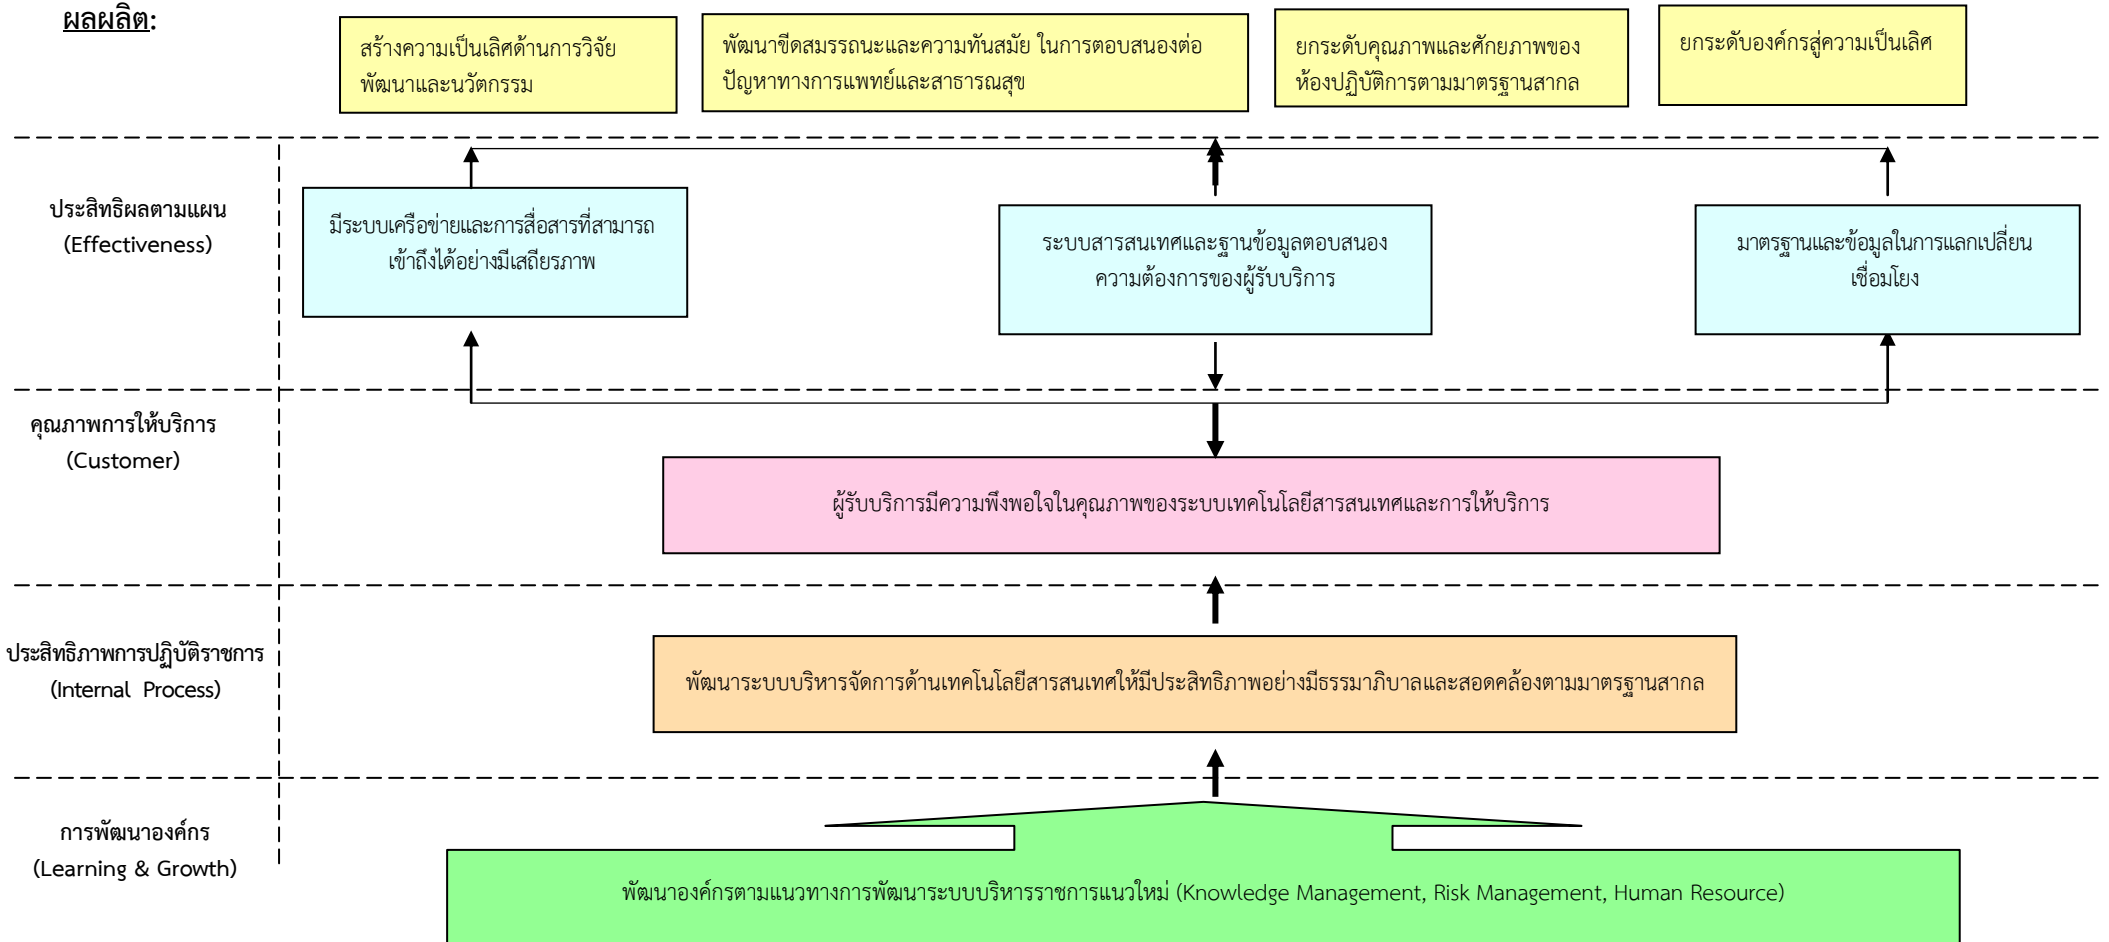 ผลผลิต:
สร้างความเป็นเลิศด้านการวิจัย
พัฒนาและนวัตกรรม
พัฒนาขีดสมรรถนะและความทันสมัย ในการตอบสนองต่อ
ปัญหาทางการแพทย์และสาธารณสุข
ยกระดับคุณภาพและศักยภาพของ
ห้องปฏิบัติการตามมาตรฐานสากล
ยกระดับองค์กรสู่ความเป็นเลิศ
ประสิทธิผลตามแผน
(Effectiveness)
มีระบบเครือข่ายและการสื่อสารที่สามารถ
เข้าถึงได้อย่างมีเสถียรภาพ
ระบบสารสนเทศและฐานข้อมูลตอบสนอง
ความต้องการของผู้รับบริการ
มาตรฐานและข้อมูลในการแลกเปลี่ยน
เชื่อมโยง
คุณภาพการให้บริการ
(Customer)
ผู้รับบริการมีความพึงพอใจในคุณภาพของระบบเทคโนโลยีสารสนเทศและการให้บริการ
ประสิทธิภาพการปฏิบัติราชการ
(Internal Process)
พัฒนาระบบบริหารจัดการด้านเทคโนโลยีสารสนเทศให้มีประสิทธิภาพอย่างมีธรรมาภิบาลและสอดคล้องตามมาตรฐานสากล
การพัฒนาองค์กร
(Learning & Growth)
พัฒนาองค์กรตามแนวทางการพัฒนาระบบบริหารราชการแนวใหม่ (Knowledge Management, Risk Management, Human Resource)